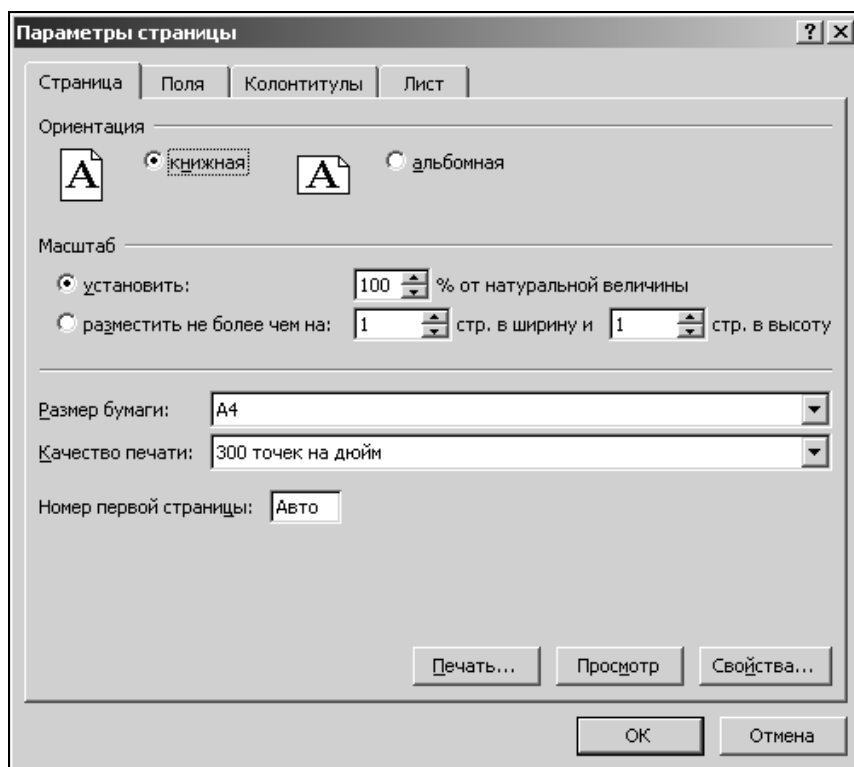 Параметры страницы
Страница Поля Колонтитулы Лист
Ориентация
A книжная A альбомная
Масштаб
установить: 100 % от натуральной величины
разместить не более чем на: 1 стр. в ширину и 1 стр. в высоту
Размер бумаги: A4
Качество печати: 300 точек на дюйм
Номер первой страницы: Авто
Печать... Просмотр Свойства...
OK Отмена